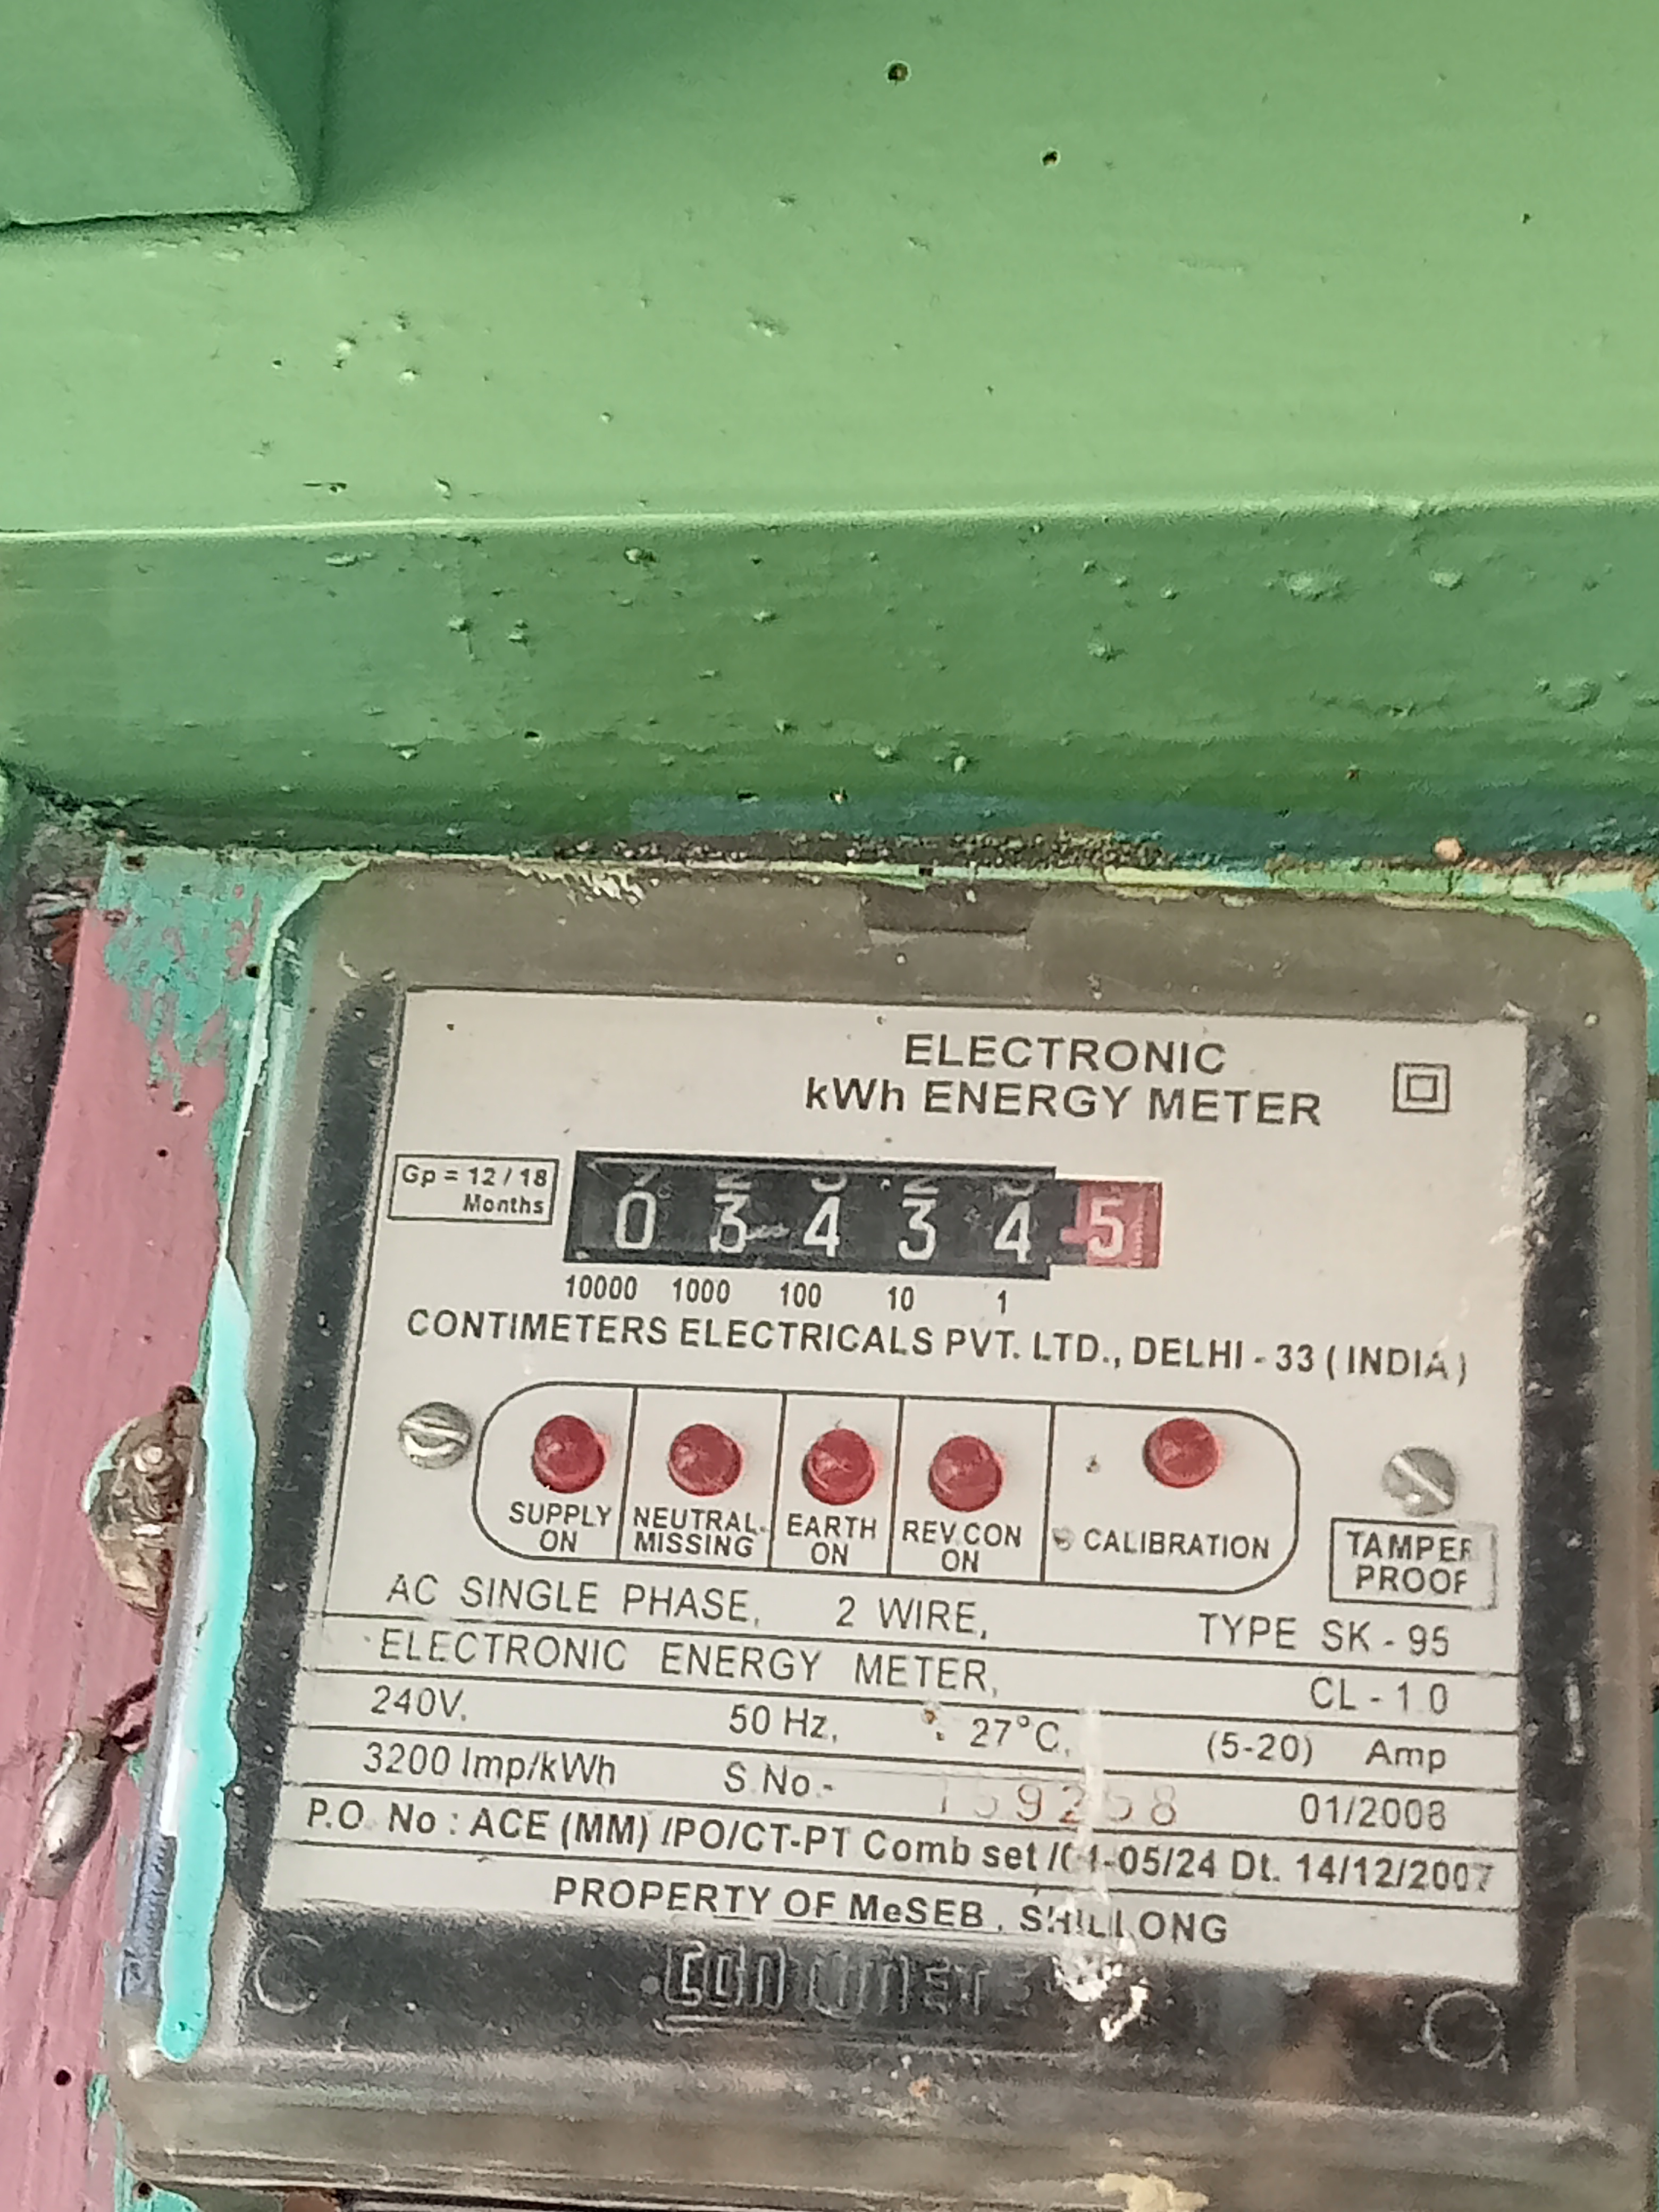 ELECTRONIC
kWh ENERGY METER
Gp = 12 / 18
Months
0 3 4 3 4 5
10000 1000 100 10 1
CONTIMETERS ELECTRICALS PVT. LTD., DELHI - 33 ( INDIA )
SUPPLY ON
NEUTRAL MISSING
EARTH ON
REV.CON ON
CALIBRATION
TAMPER
PROOF
AC SINGLE PHASE, 2 WIRE, TYPE SK - 95
ELECTRONIC ENERGY METER, CL - 1.0
240V, 50 Hz, 27°C, (5-20) Amp
3200 Imp/kWh S.No.- 01/2008
P.O. No : ACE (MM) /PO/CT-PT Comb set Dt. 14/12/2007
PROPERTY OF MeSEB , SHILLONG